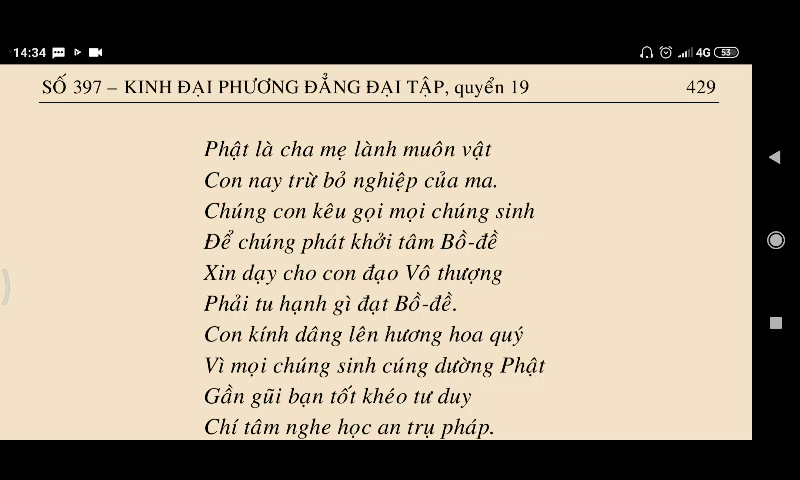 14:34
4G 53
SỐ 397 – KINH ĐẠI PHƯƠNG ĐẲNG ĐẠI TẬP, quyển 19 429
Phật là cha mẹ lành muôn vật
Con nay trừ bỏ nghiệp của ma.
Chúng con kêu gọi mọi chúng sinh
Để chúng phát khởi tâm Bồ-đề
Xin dạy cho con đạo Vô thượng
Phải tu hạnh gì đạt Bồ-đề.
Con kính dâng lên hương hoa quý
Vì mọi chúng sinh cúng dường Phật
Gần gũi bạn tốt khéo tư duy
Chí tâm nghe học an trụ pháp.